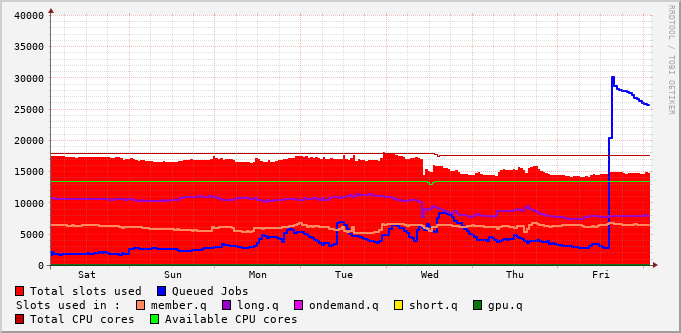 RRDTOOL / TOBI OETIKER
40000
35000
30000
25000
20000
15000
10000
5000
0
Sat Sun Mon Tue Wed Thu Fri
Total slots used Queued Jobs
Slots used in : member.q long.q ondemand.q short.q gpu.q
Total CPU cores Available CPU cores